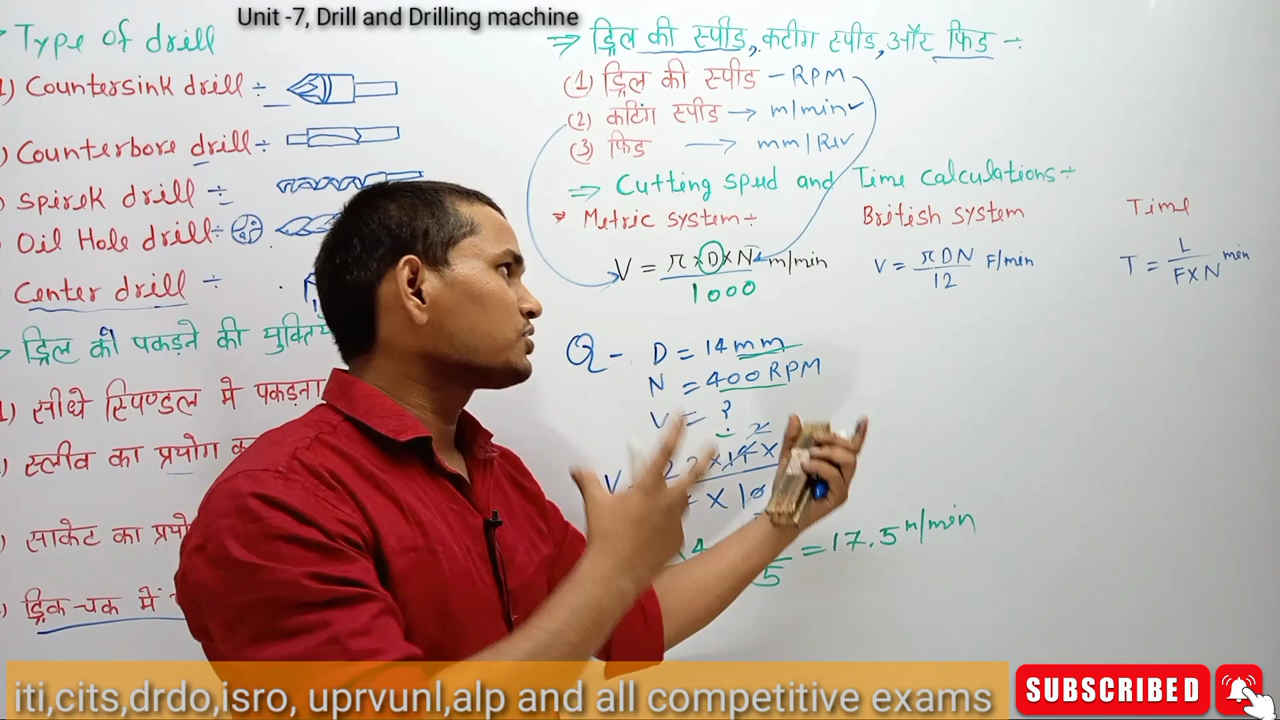 Unit -7, Drill and Drilling machine
Type of drill
1) Countersink drill ÷
) Counterbore drill ÷
) Spirek drill ÷
) Oil Hole drill ÷
Center drill ÷
ड्रिल को पकड़ने की
1) सीधे स्पिण्डल मे पकड़ना
) स्लीव का प्रयोग
) साकेट का
) ड्रिक-चक में
⇒ ड्रिल की स्पीड, कटींग स्पीड, और फिड ÷
(1) ड्रिल की स्पीड - RPM
(2) कटिंग स्पीड → m/min
(3) फिड → mm/Rev
⇒ Cutting speed and Time calculations ÷
Metric system ÷
V = π×D×N / 1000 m/min
British system
V = πDN / 12 F/min
Time
T = L / F×N min
Q - D = 14mm
N = 400 RPM
V = ?
= 17.5 m/min
iti,cits,drdo,isro, uprvunl,alp and all competitive exams
SUBSCRIBED